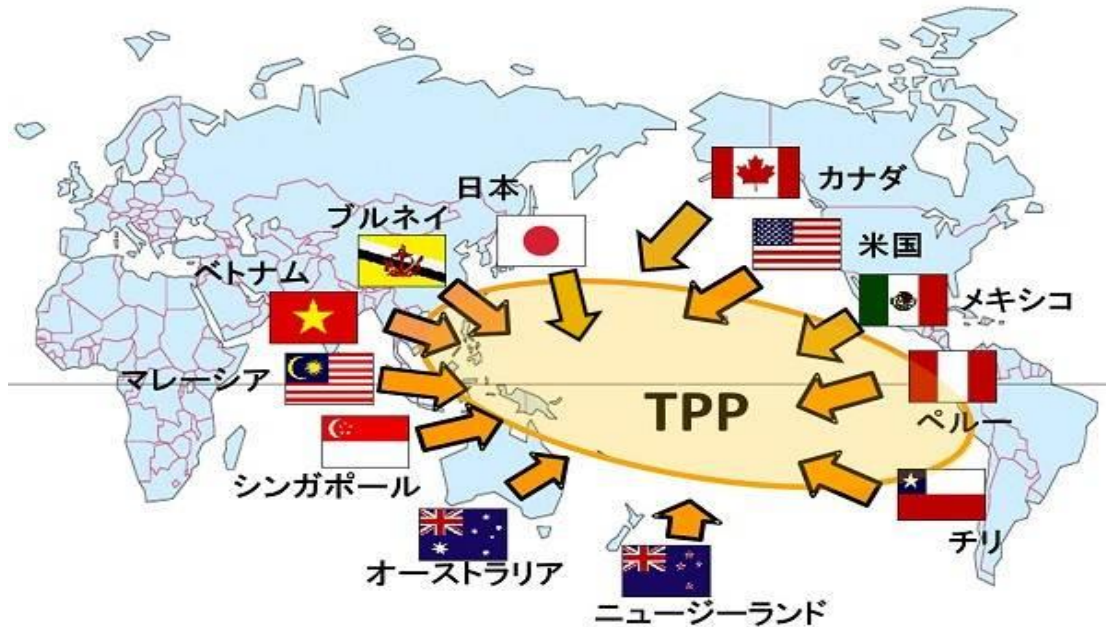 カナダ
日本
ブルネイ
米国
ベトナム
メキシコ
マレーシア
TPP
ペルー
シンガポール
チリ
オーストラリア
ニュージーランド